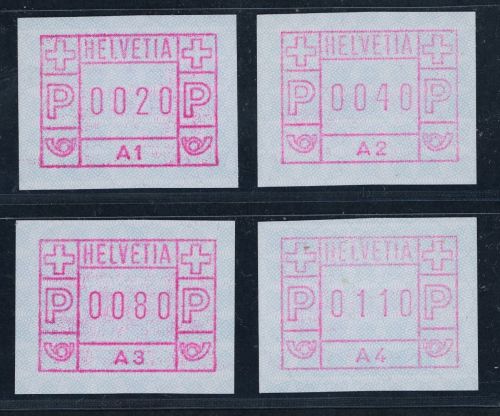 HELVETIA
P 0020 P
A1
HELVETIA
P 0040 P
A2
HELVETIA
P 0080 P
A3
HELVETIA
P 0110 P
A4